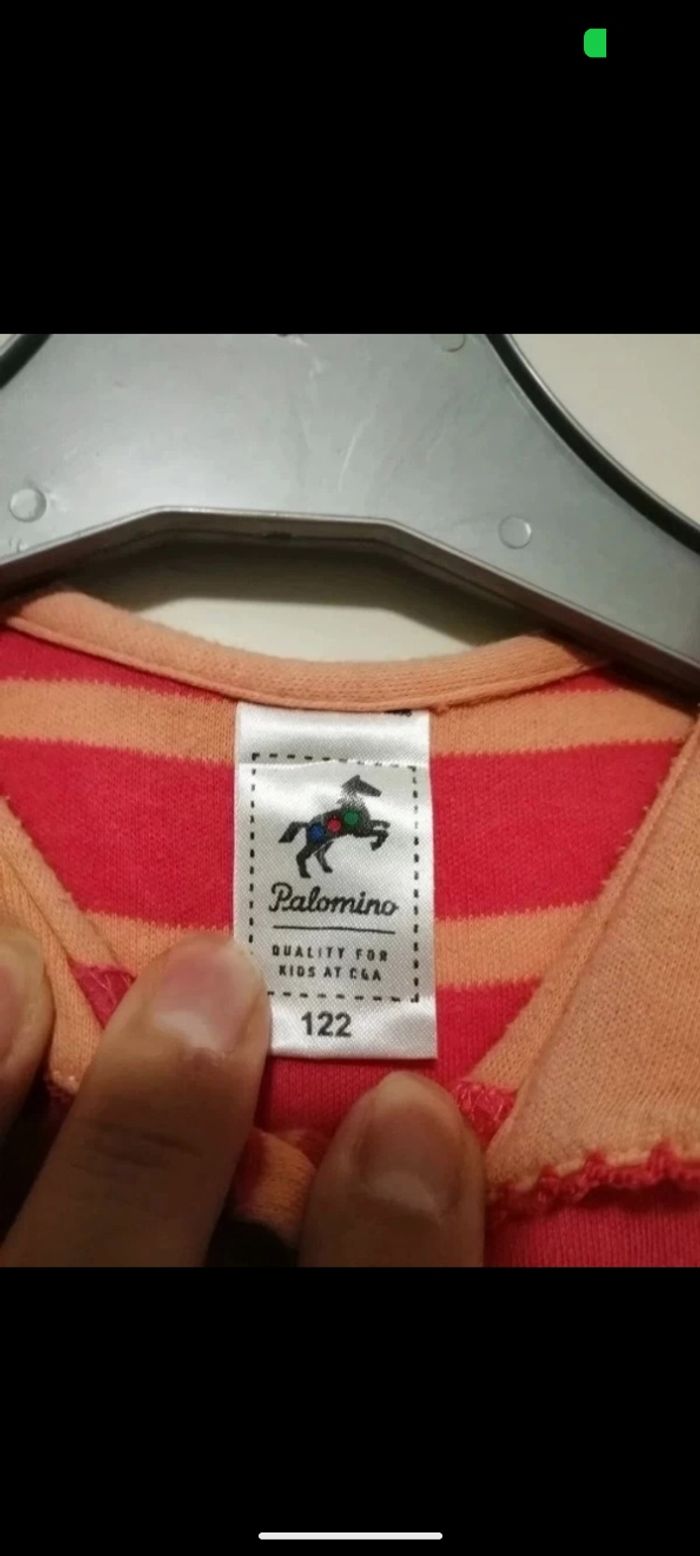 Palomino
QUALITY FOR
KIDS AT C&A
122